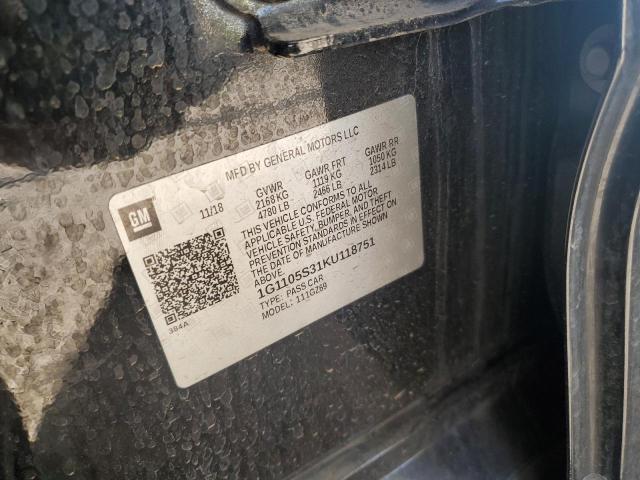 MFD BY GENERAL MOTORS LLC
GM
11/18
GVWR GAWR FRT GAWR RR
2168 KG 1119 KG 1050 KG
4780 LB 2466 LB 2314 LB
THIS VEHICLE CONFORMS TO ALL
APPLICABLE U.S. FEDERAL MOTOR
VEHICLE SAFETY, BUMPER, AND THEFT
PREVENTION STANDARDS IN EFFECT ON
THE DATE OF MANUFACTURE SHOWN
ABOVE.
1G1105S31KU118751
TYPE: PASS CAR
MODEL: 111GZ69
384A